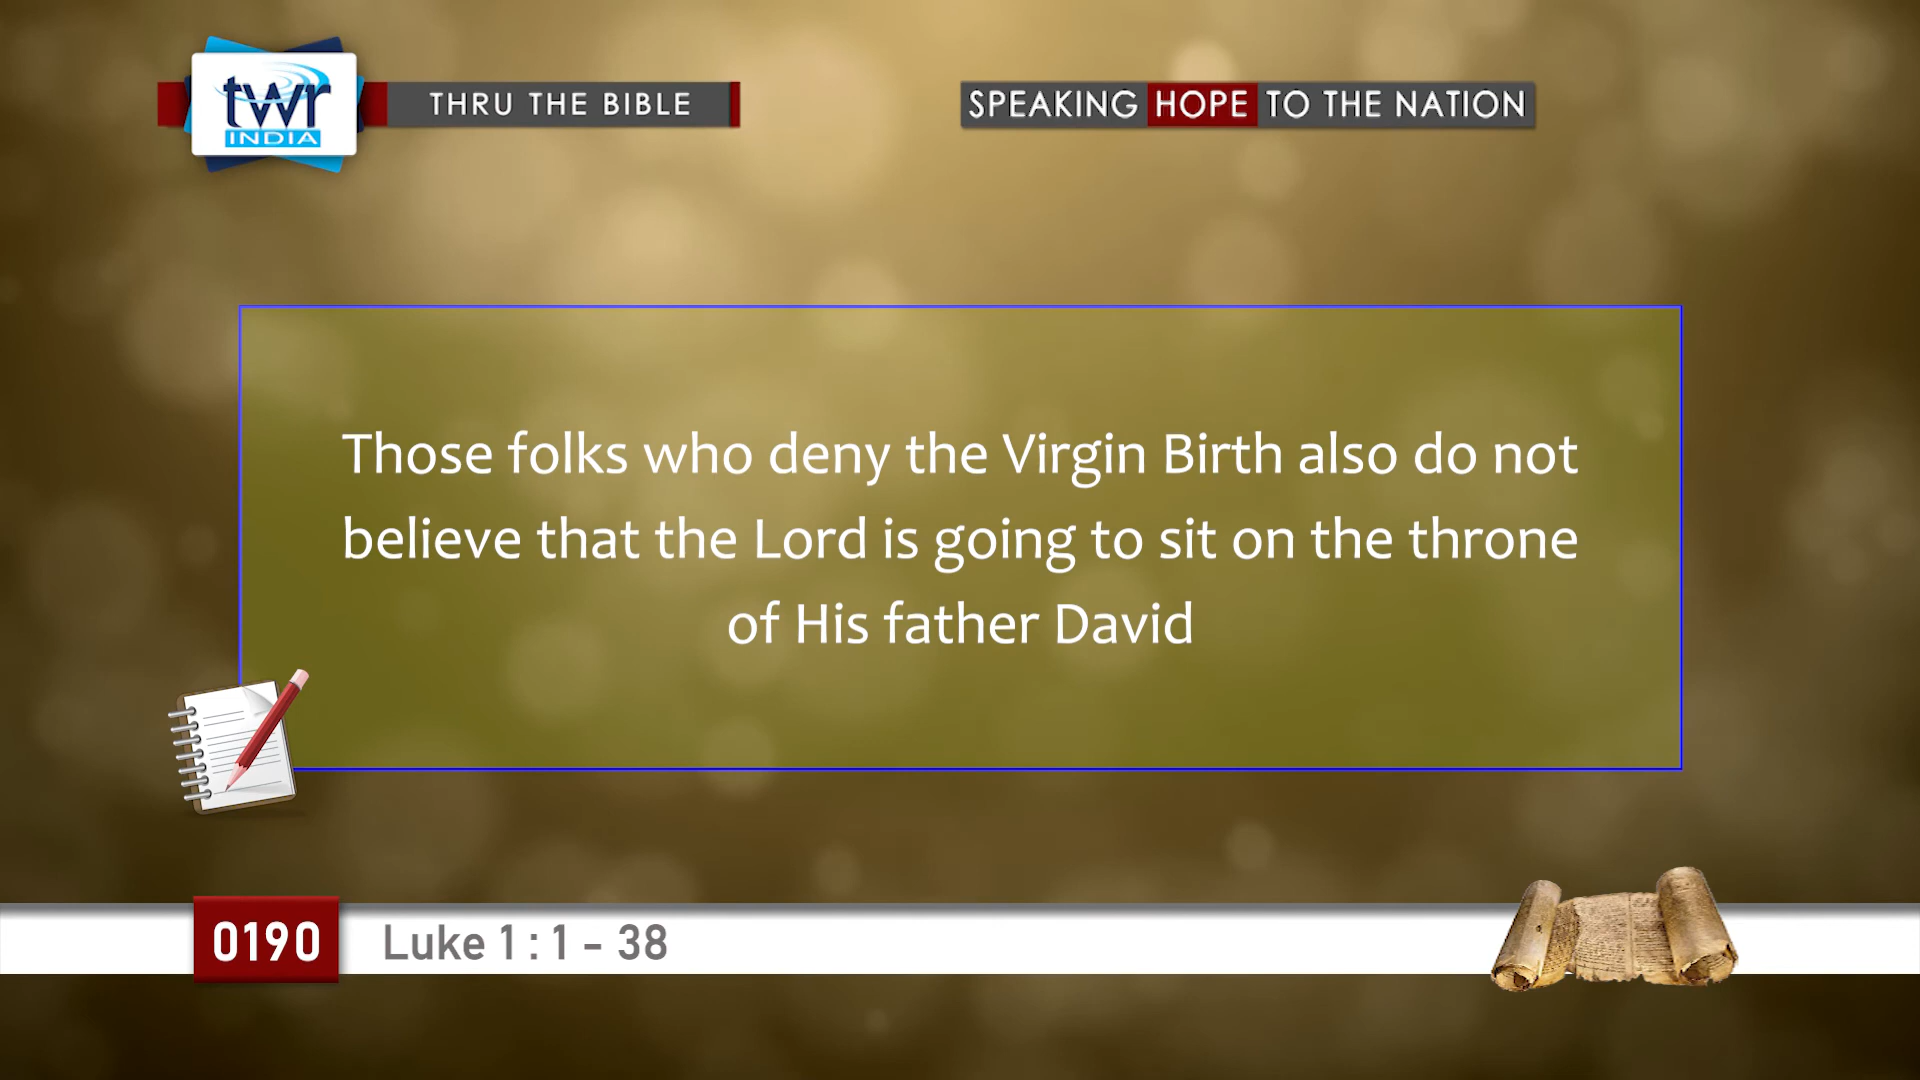 twr
INDIA
THRU THE BIBLE
SPEAKING HOPE TO THE NATION
Those folks who deny the Virgin Birth also do not
believe that the Lord is going to sit on the throne
of His father David
0190
Luke 1 : 1 - 38